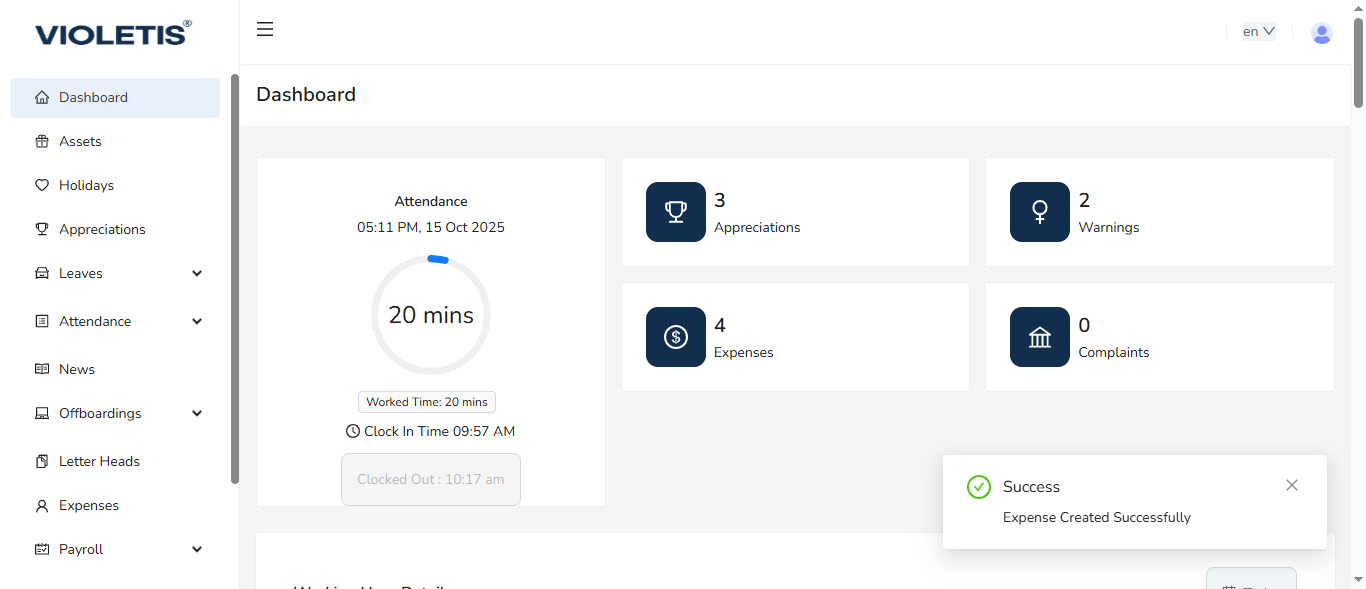 VIOLETIS®
en
Dashboard
Assets
Holidays
Appreciations
Leaves
Attendance
News
Offboardings
Letter Heads
Expenses
Payroll
Dashboard
Attendance
05:11 PM, 15 Oct 2025
20 mins
Worked Time: 20 mins
Clock In Time 09:57 AM
Clocked Out : 10:17 am
3
Appreciations
2
Warnings
4
Expenses
0
Complaints
Success
Expense Created Successfully